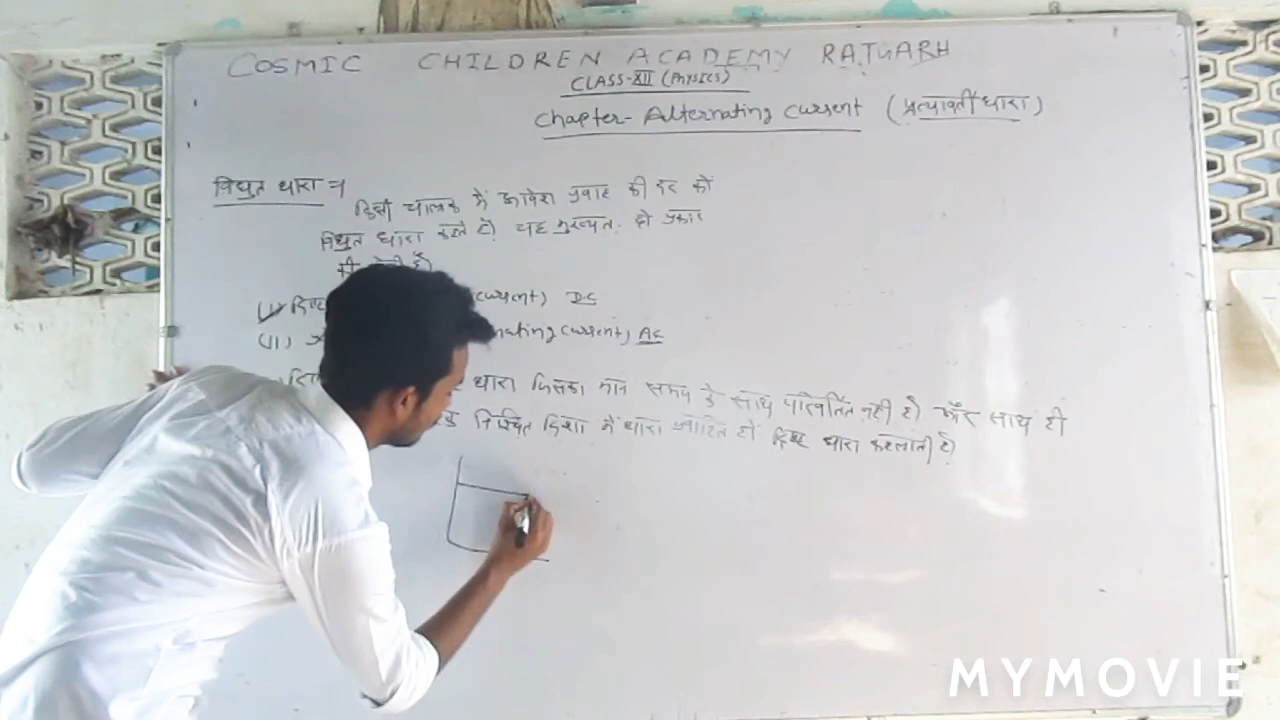 COSMIC CHILDREN ACADEMY RAJGARH
CLASS-XII (PHYSICS)
Chapter- Alternating current (प्रत्यावर्ती धारा)
विधुत धारा ⇒
किसी चालक में आवेश प्रवाह की दर को
विधुत धारा कहते हैं। यह मुख्यतः दो प्रकार
की होती है।
(i) current) DC
(ii) nating current) AC
धारा जिसका मान समय के साथ परिवर्तित नहीं हो और साथ ही
निश्चित दिशा में धारा प्रवाहित हो दिष्ट धारा कहलाती है।
MYMOVIE